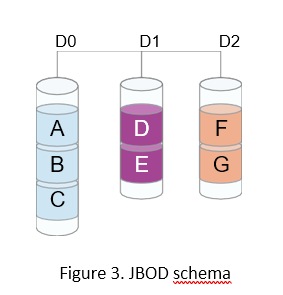 D0 D1 D2
A D F
B E G
C
Figure 3. JBOD schema